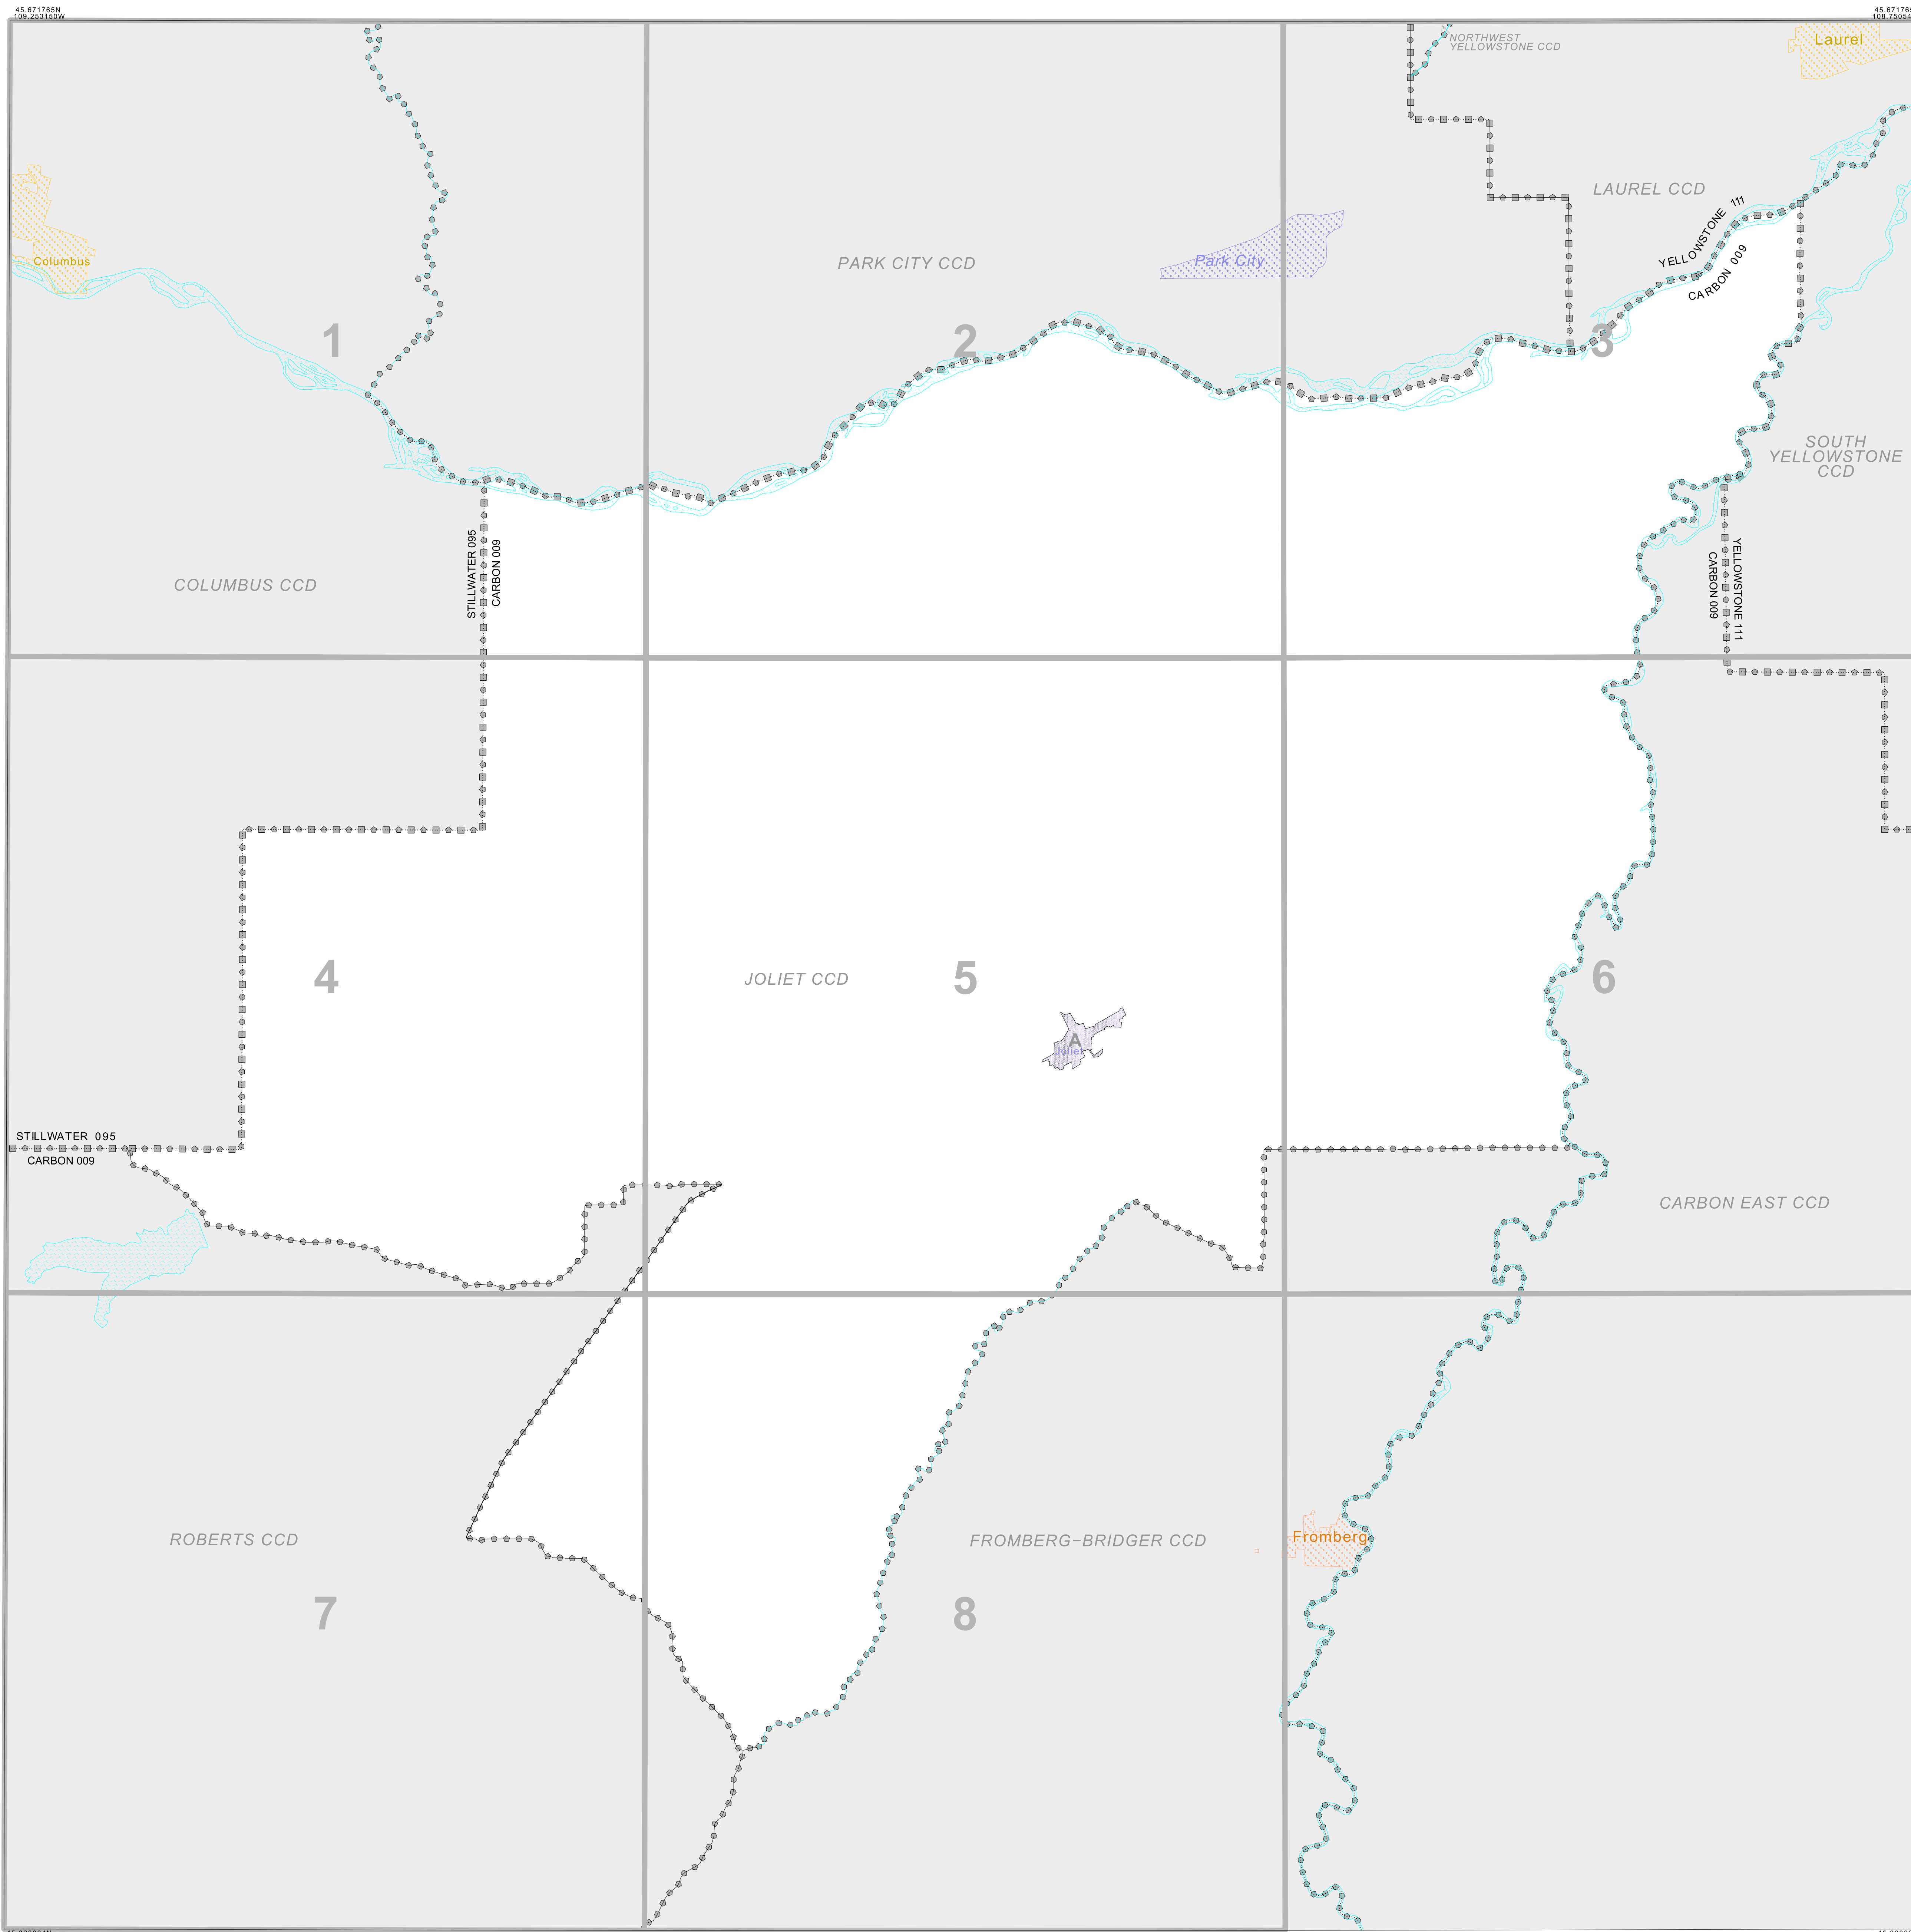 45.671765N
109.253150W
45.671765
108.75054
NORTHWEST
YELLOWSTONE CCD
Laurel
LAUREL CCD
YELLOWSTONE 111
CARBON 009
Columbus
PARK CITY CCD
Park City
1
2
3
SOUTH
YELLOWSTONE
CCD
STILLWATER 095
CARBON 009
YELLOWSTONE 111
CARBON 009
COLUMBUS CCD
4
JOLIET CCD
5
6
A
Joliet
STILLWATER 095
CARBON 009
CARBON EAST CCD
ROBERTS CCD
FROMBERG-BRIDGER CCD
Fromberg
7
8